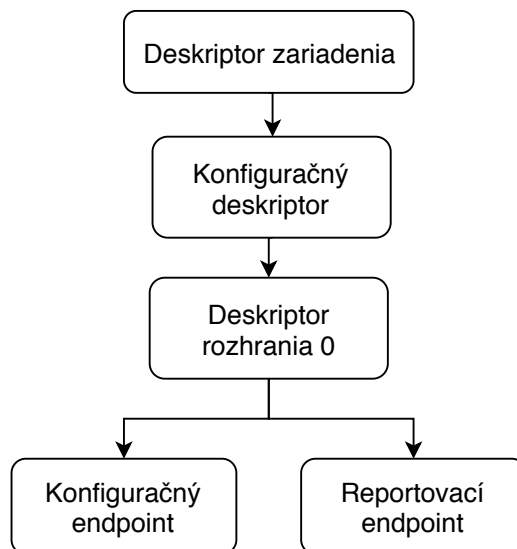 Deskriptor zariadenia
Konfiguračný
deskriptor
Deskriptor
rozhrania 0
Konfiguračný
endpoint
Reportovací
endpoint